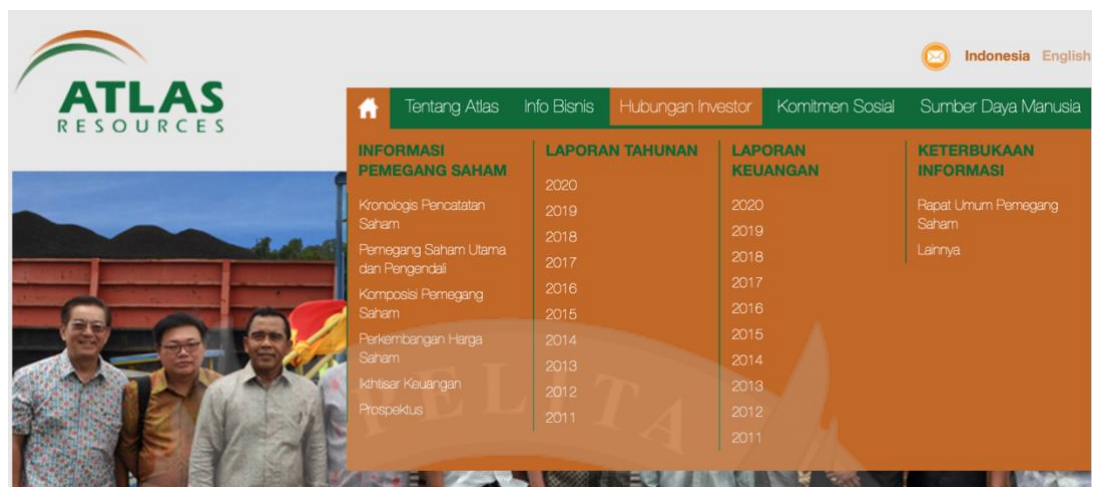 ATLAS
RESOURCES
Indonesia English
Tentang Atlas Info Bisnis Hubungan Investor Komitmen Sosial Sumber Daya Manusia
INFORMASI
PEMEGANG SAHAM
Kronologis Pencatatan
Saham
Pemegang Saham Utama
dan Pengendali
Komposisi Pemegang
Saham
Perkembangan Harga
Saham
Ikhtisar Keuangan
Prospektus
LAPORAN TAHUNAN
2020
2019
2018
2017
2016
2015
2014
2013
2012
2011
LAPORAN
KEUANGAN
2020
2019
2018
2017
2016
2015
2014
2013
2012
2011
KETERBUKAAN
INFORMASI
Rapat Umum Pemegang
Saham
Lainnya
PELITA